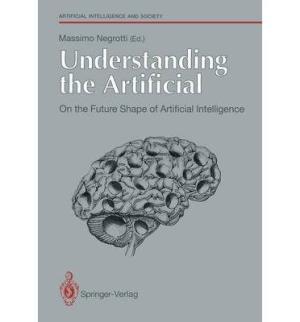 ARTIFICIAL INTELLIGENCE AND SOCIETY
Massimo Negrotti (Ed.)
Understanding
the Artificial
On the Future Shape of Artificial Intelligence
Springer-Verlag